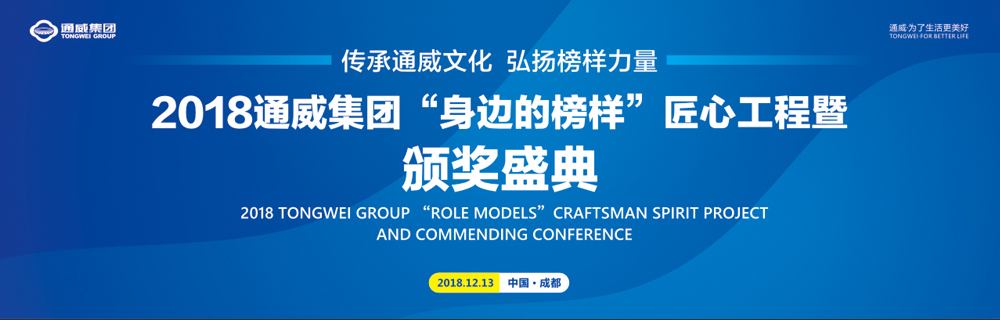 通威集团
TONGWEI GROUP
通威·为了生活更美好
TONGWEI·FOR BETTER LIFE
传承通威文化 弘扬榜样力量
2018通威集团“身边的榜样”匠心工程暨
颁奖盛典
2018 TONGWEI GROUP “ROLE MODELS” CRAFTSMAN SPIRIT PROJECT
AND COMMENDING CONFERENCE
2018.12.13 中国·成都